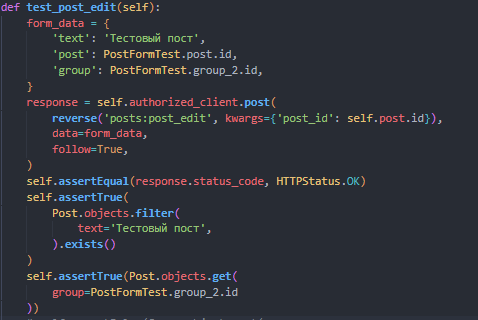 def test_post_edit(self):
    form_data = {
        'text': 'Тестовый пост',
        'post': PostFormTest.post.id,
        'group': PostFormTest.group_2.id,
    }
    response = self.authorized_client.post(
        reverse('posts:post_edit', kwargs={'post_id': self.post.id}),
        data=form_data,
        follow=True,
    )
    self.assertEqual(response.status_code, HTTPStatus.OK)
    self.assertTrue(
        Post.objects.filter(
            text='Тестовый пост',
        ).exists()
    )
    self.assertTrue(Post.objects.get(
        group=PostFormTest.group_2.id
    ))